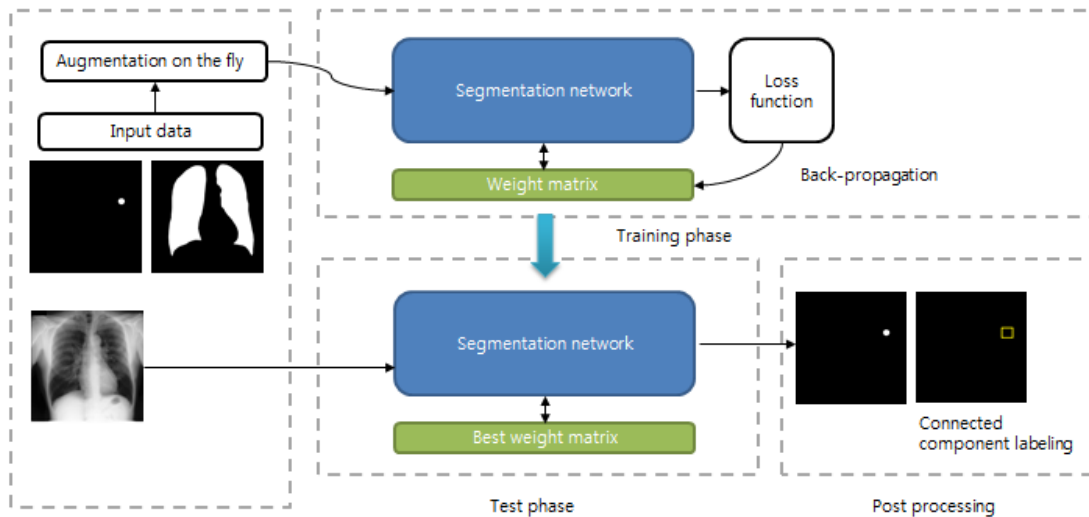 Augmentation on the fly
Input data
Segmentation network
Loss
function
Weight matrix
Back-propagation
Training phase
Segmentation network
Best weight matrix
Connected
component labeling
Test phase
Post processing